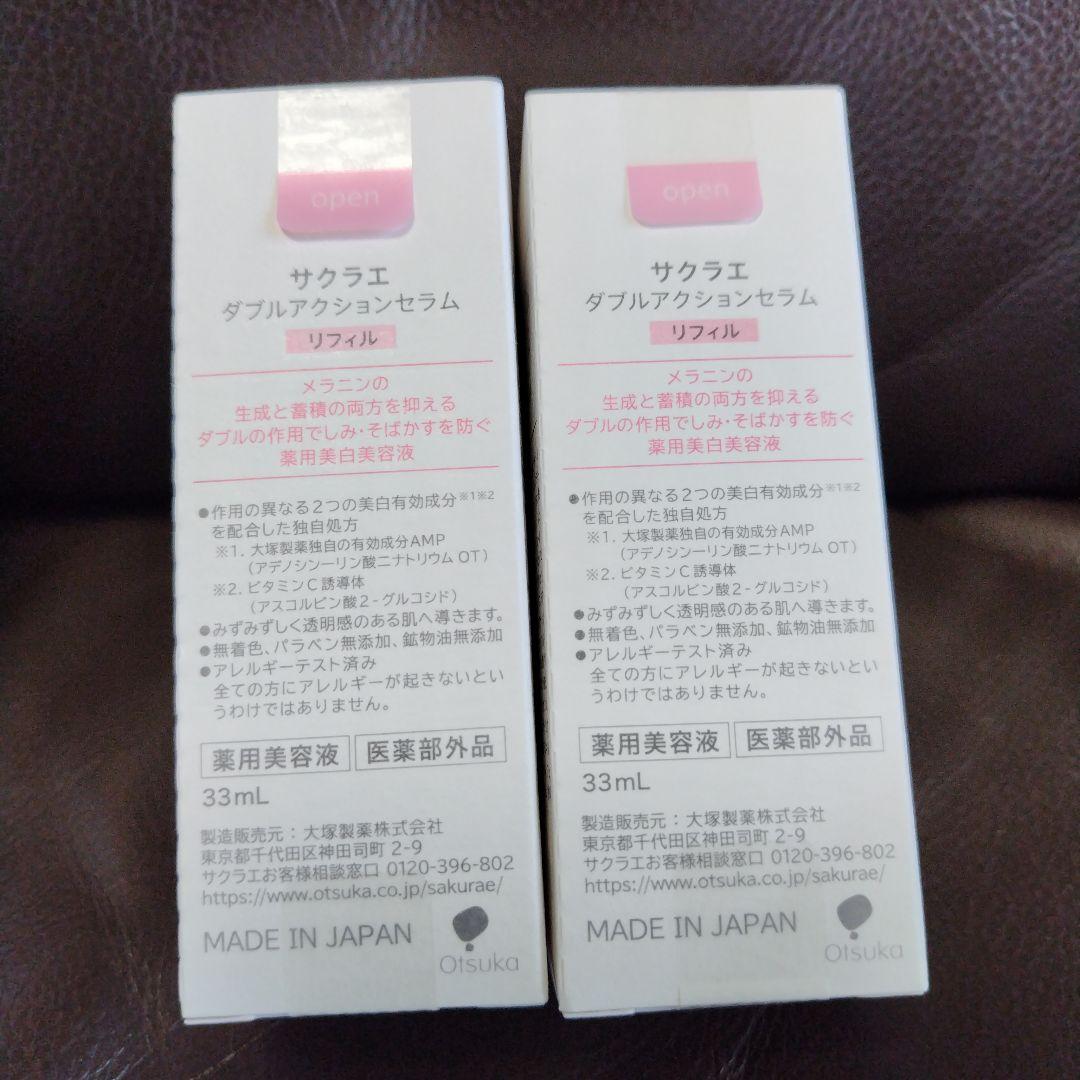 open
サクラエ
ダブルアクションセラム
リフィル
メラニンの
生成と蓄積の両方を抑える
ダブルの作用でしみ・そばかすを防ぐ
薬用美白美容液
●作用の異なる2つの美白有効成分※1※2
を配合した独自処方
※1. 大塚製薬独自の有効成分AMP
(アデノシン一リン酸二ナトリウム OT)
※2. ビタミンC誘導体
(アスコルビン酸2-グルコシド)
●みずみずしく透明感のある肌へ導きます。
●無着色、パラベン無添加、鉱物油無添加
●アレルギーテスト済み
全ての方にアレルギーが起きないとい
うわけではありません。
薬用美容液 医薬部外品
33mL
製造販売元：大塚製薬株式会社
東京都千代田区神田司町 2-9
サクラエお客様相談窓口 0120-396-802
https://www.otsuka.co.jp/sakurae/
MADE IN JAPAN
Otsuka
open
サクラエ
ダブルアクションセラム
リフィル
メラニンの
生成と蓄積の両方を抑える
ダブルの作用でしみ・そばかすを防ぐ
薬用美白美容液
●作用の異なる2つの美白有効成分※1※2
を配合した独自処方
※1. 大塚製薬独自の有効成分AMP
(アデノシン一リン酸二ナトリウム OT)
※2. ビタミンC誘導体
(アスコルビン酸2-グルコシド)
●みずみずしく透明感のある肌へ導きます。
●無着色、パラベン無添加、鉱物油無添加
●アレルギーテスト済み
全ての方にアレルギーが起きないとい
うわけではありません。
薬用美容液 医薬部外品
33mL
製造販売元：大塚製薬株式会社
東京都千代田区神田司町 2-9
サクラエお客様相談窓口 0120-396-802
https://www.otsuka.co.jp/sakurae/
MADE IN JAPAN
Otsuka